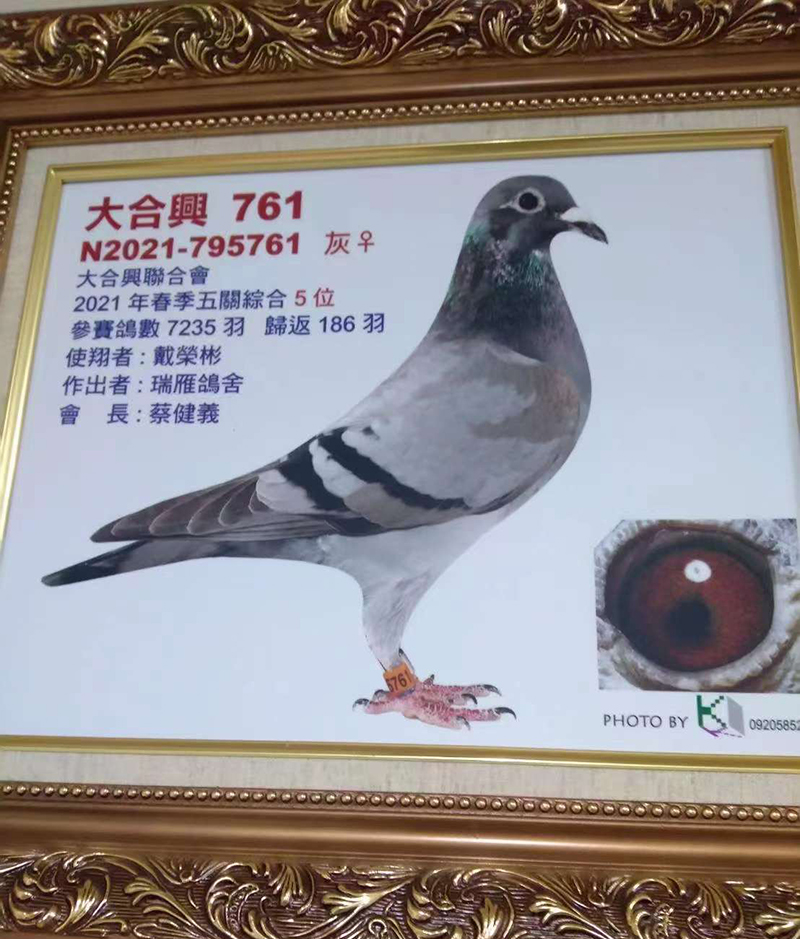 大合興 761
N2021-795761 灰♀
大合興聯合會
2021 年春季五關綜合 5 位
參賽鴿數 7235 羽 歸返 186 羽
使翔者 : 戴榮彬
作出者 : 瑞雁鴿舍
會 長 : 蔡健義
5761
PHOTO BY K 09205852